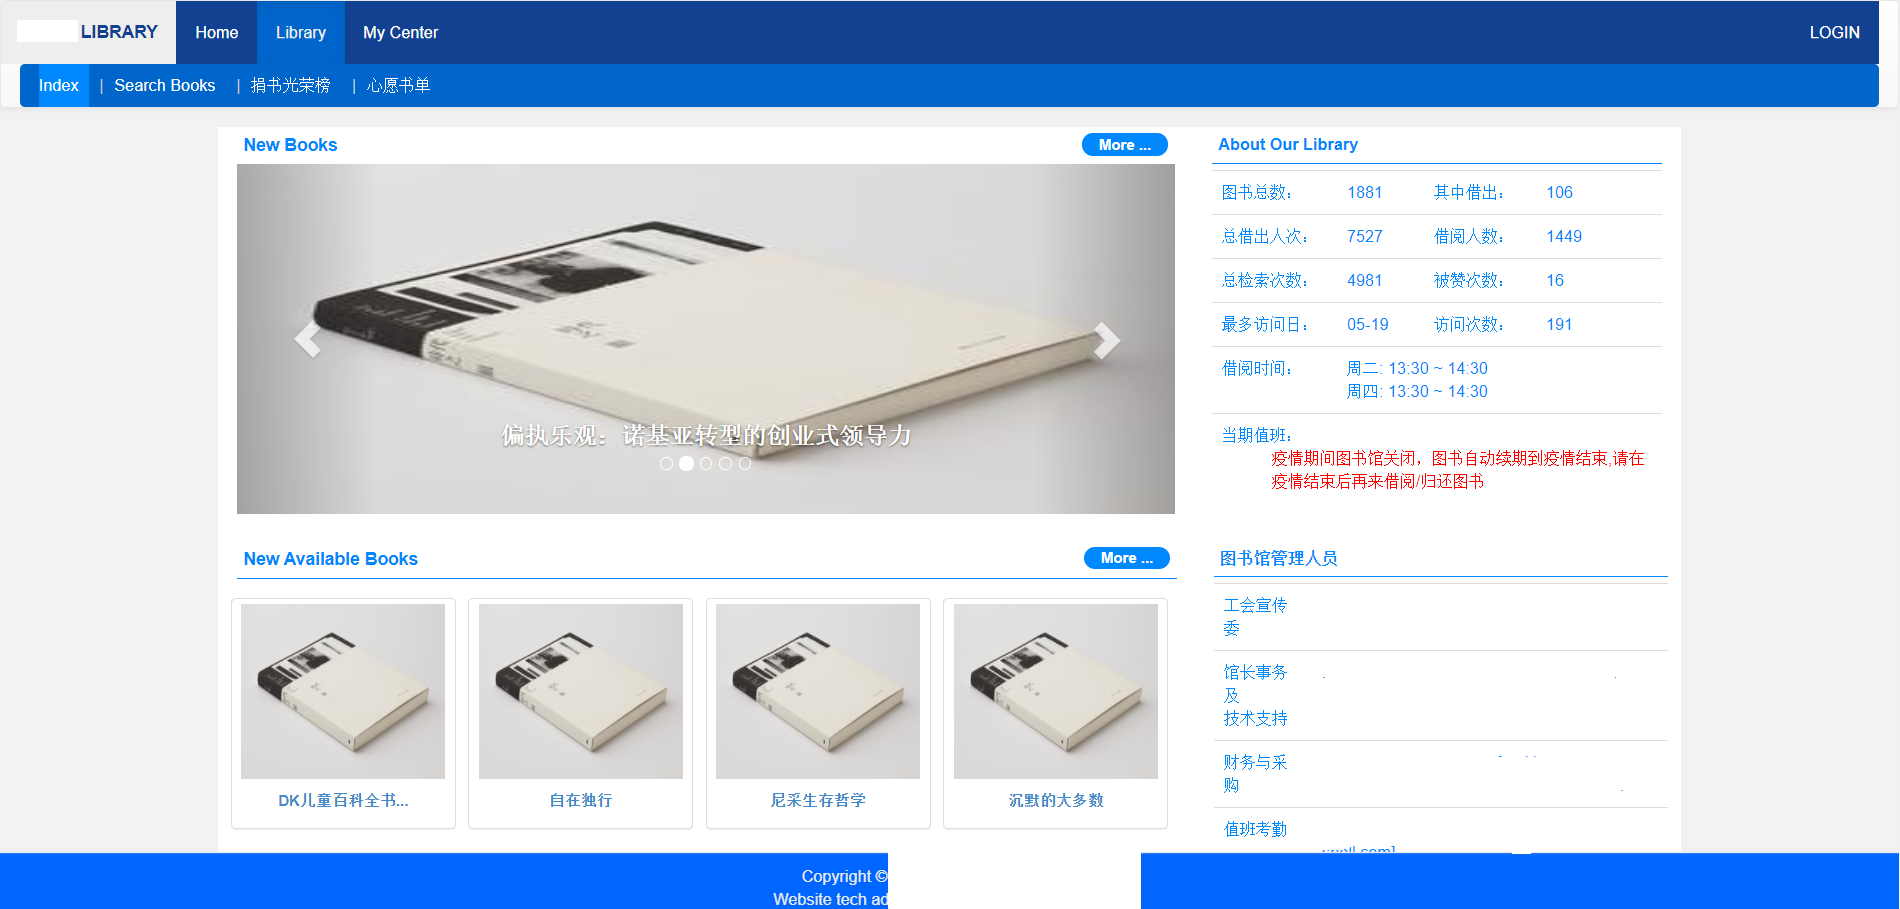 LIBRARY
Home
Library
My Center
LOGIN
Index
| Search Books
| 捐书光荣榜
| 心愿书单
New Books
More ...
偏执乐观：诺基亚转型的创业式领导力
About Our Library
图书总数： 1881 其中借出： 106
总借出人次： 7527 借阅人数： 1449
总检索次数： 4981 被赞次数： 16
最多访问日： 05-19 访问次数： 191
借阅时间： 周二: 13:30 ~ 14:30
周四: 13:30 ~ 14:30
当期值班：
疫情期间图书馆关闭，图书自动续期到疫情结束,请在
疫情结束后再来借阅/归还图书
New Available Books
More ...
DK儿童百科全书...
自在独行
尼采生存哲学
沉默的大多数
图书馆管理人员
工会宣传
委
馆长事务
及
技术支持
财务与采
购
值班考勤
Copyright ©
Website tech ad